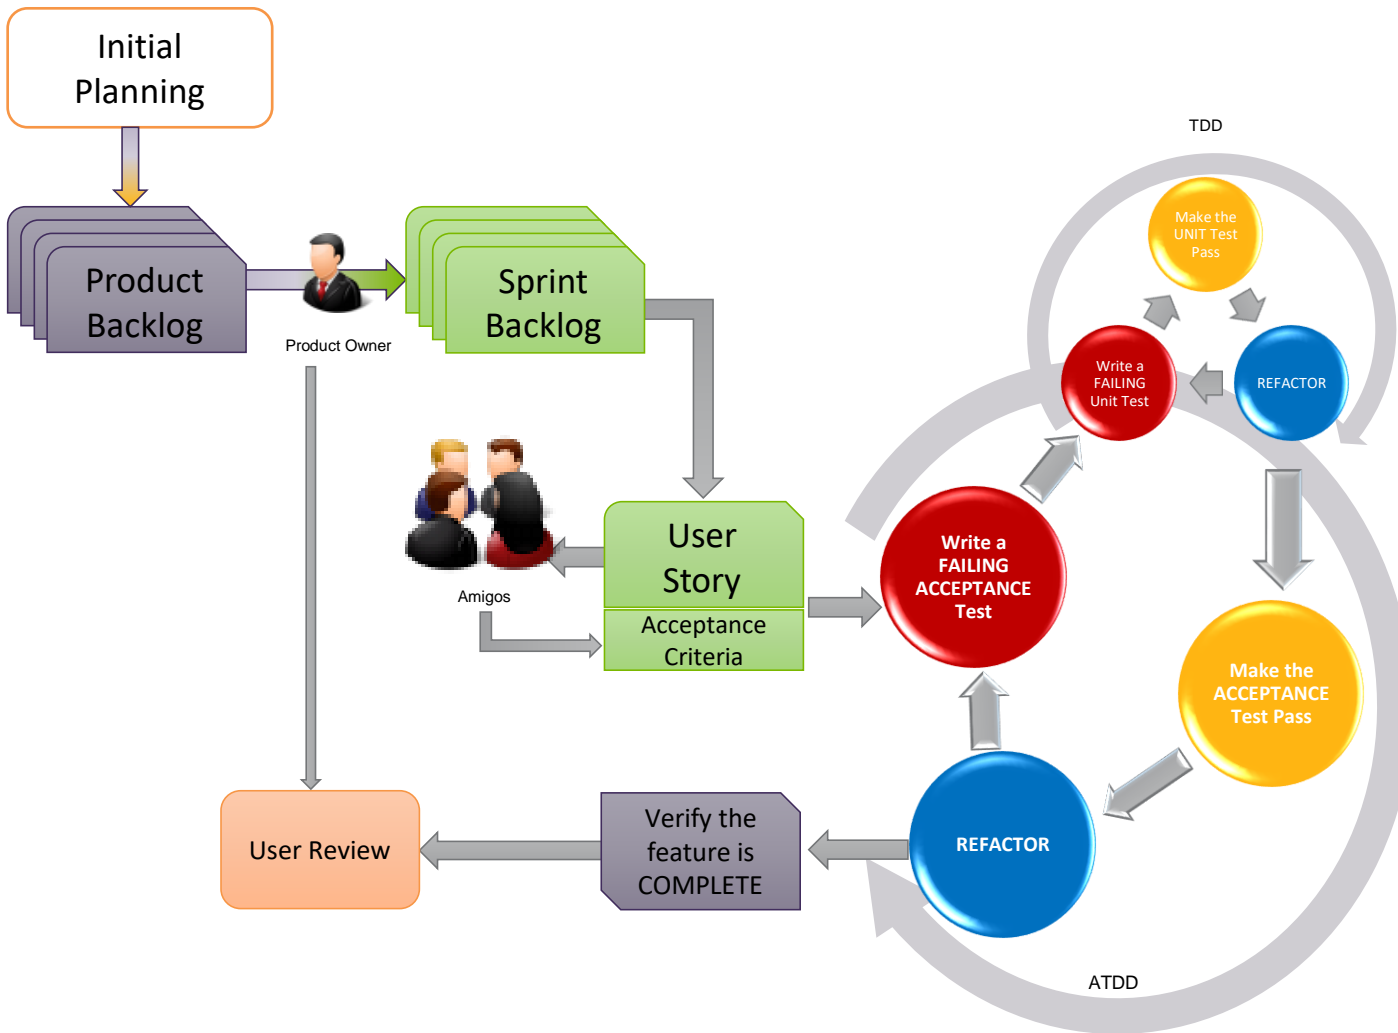 Initial
Planning
TDD
Make the
UNIT Test
Pass
Product
Backlog
Product Owner
Sprint
Backlog
Write a
FAILING
Unit Test
REFACTOR
User
Story
Amigos
Acceptance
Criteria
Write a
FAILING
ACCEPTANCE
Test
Make the
ACCEPTANCE
Test Pass
User Review
Verify the
feature is
COMPLETE
REFACTOR
ATDD